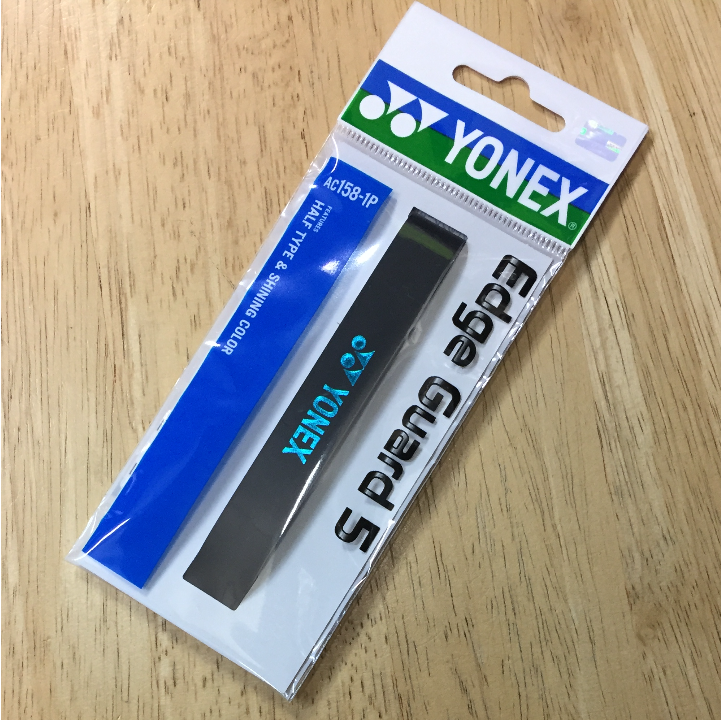 YONEX®
AC158-1P
FEATURES
HALF TYPE & SHINING COLOR
YONEX
Edge Guard 5